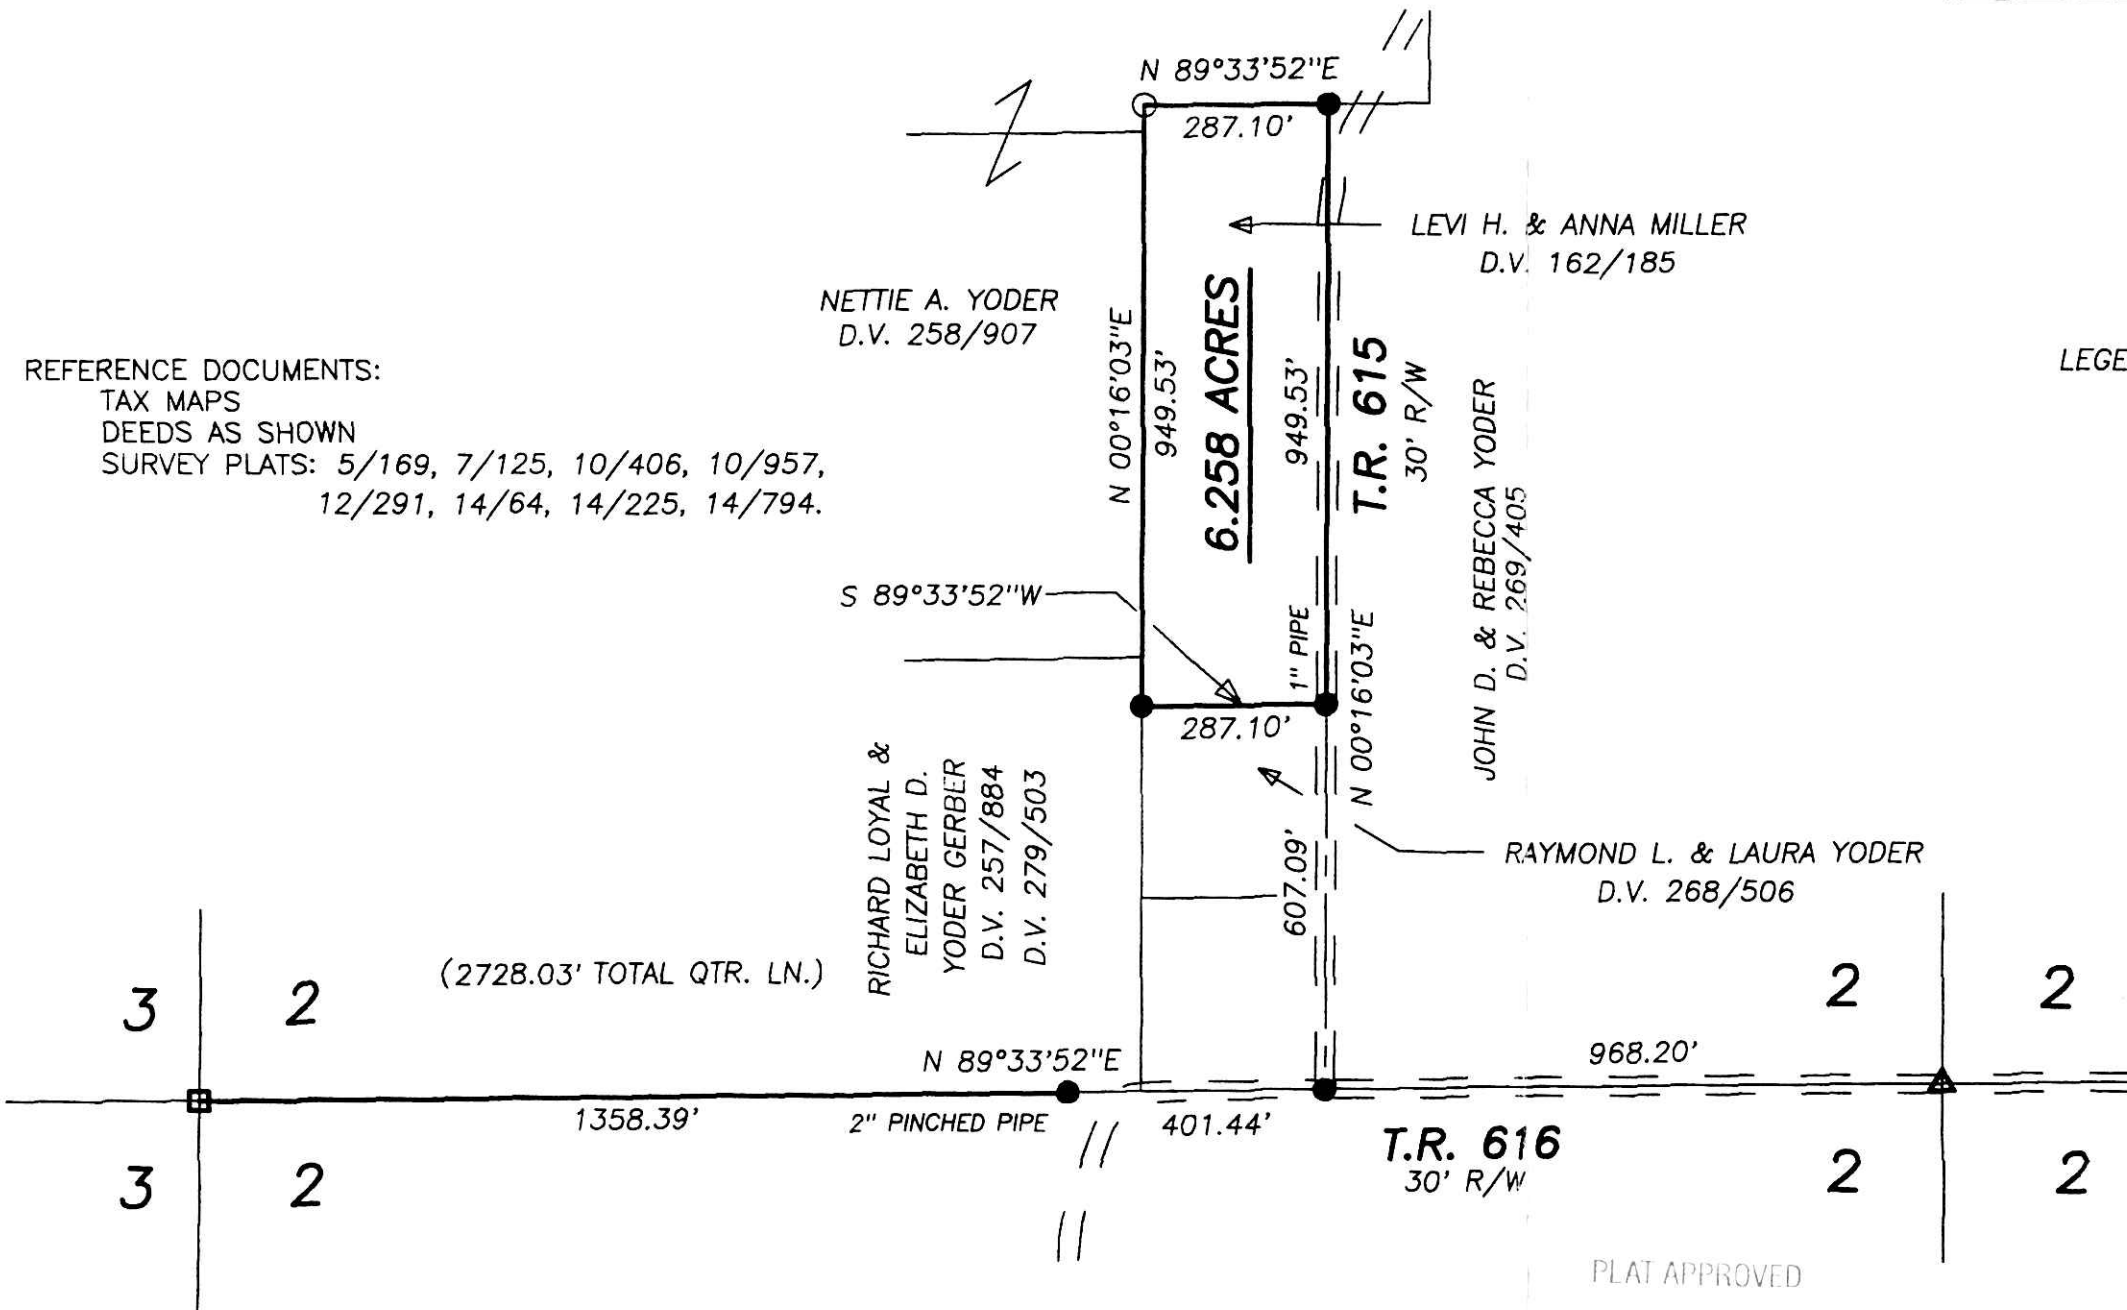 N 89°33'52"E
287.10'
LEVI H. & ANNA MILLER
D.V. 162/185
NETTIE A. YODER
D.V. 258/907
N 00°16'03"E
949.53'
6.258 ACRES
949.53'
T.R. 615
30' R/W
JOHN D. & REBECCA YODER
D.V. 269/405
LEGE
REFERENCE DOCUMENTS:
TAX MAPS
DEEDS AS SHOWN
SURVEY PLATS: 5/169, 7/125, 10/406, 10/957,
12/291, 14/64, 14/225, 14/794.
S 89°33'52"W
1" PIPE
N 00°16'03"E
287.10'
RICHARD LOYAL &
ELIZABETH D.
YODER GERBER
D.V. 257/884
D.V. 279/503
607.09'
RAYMOND L. & LAURA YODER
D.V. 268/506
(2728.03' TOTAL QTR. LN.)
3 2
2 2
N 89°33'52"E
968.20'
1358.39'
2" PINCHED PIPE
401.44'
T.R. 616
30' R/W
3 2
2 2
PLAT APPROVED